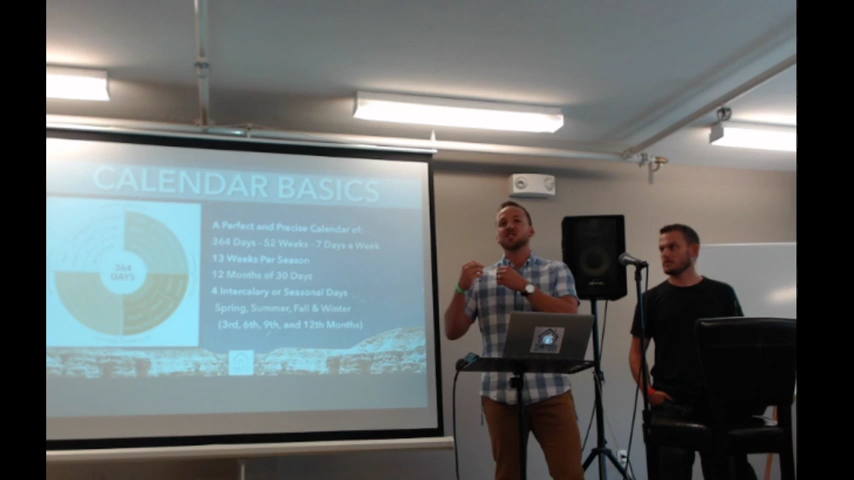 CALENDAR BASICS
A Perfect and Precise Calendar of:
364 Days - 52 Weeks - 7 Days a Week
13 Weeks Per Season
12 Months of 30 Days
4 Intercalary or Seasonal Days
Spring, Summer, Fall & Winter
(3rd, 6th, 9th, and 12th Months)
364
DAYS